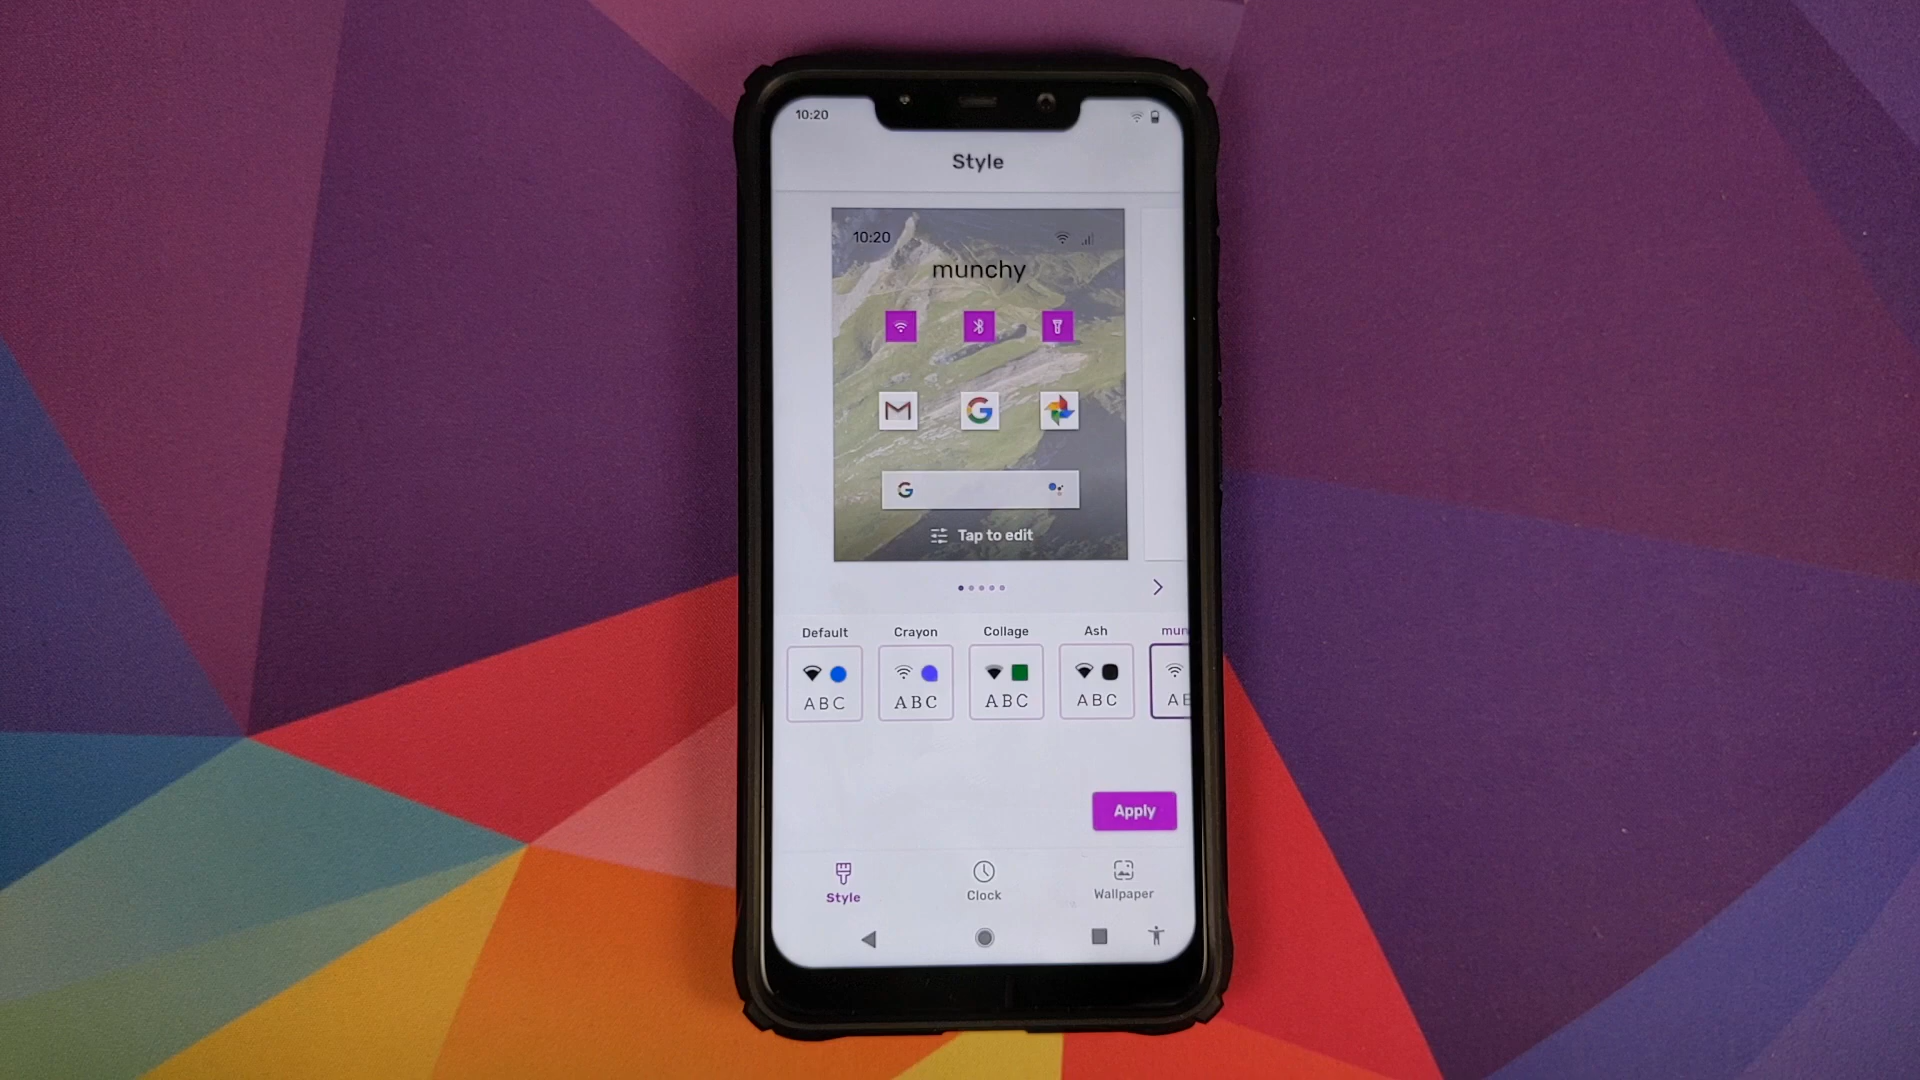 10:20
Style
10:20
munchy
G
G
Tap to edit
Default
Crayon
Collage
Ash
mun
ABC
ABC
ABC
ABC
AB
Apply
Style
Clock
Wallpaper